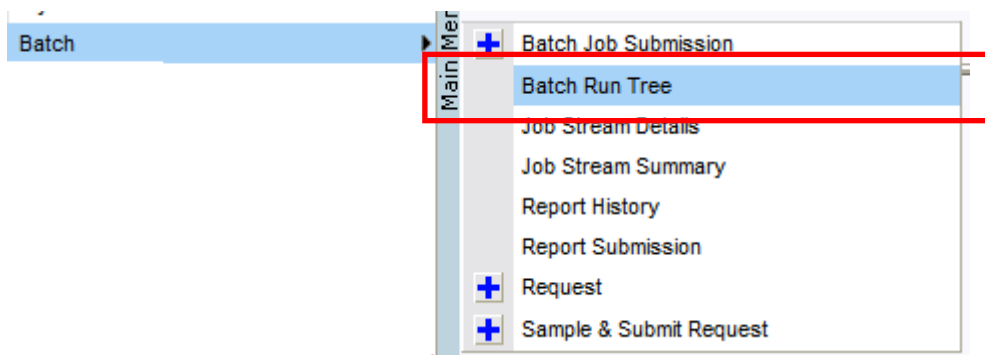 Batch
Main Men
Batch Job Submission
Batch Run Tree
Job Stream Details
Job Stream Summary
Report History
Report Submission
Request
Sample & Submit Request